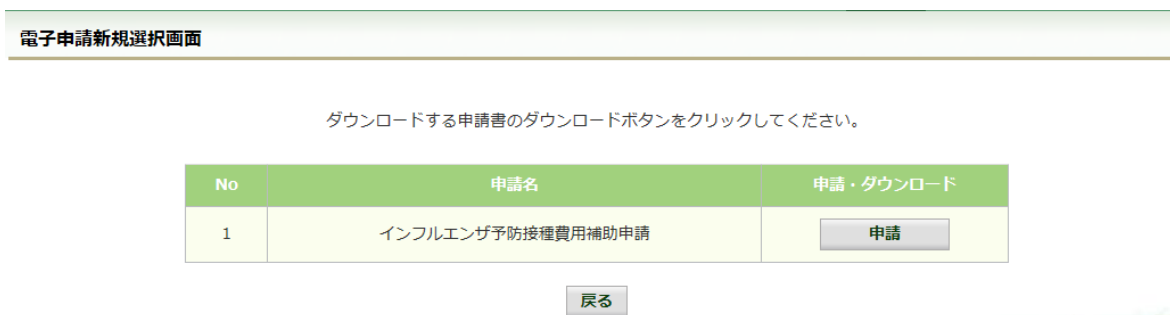 電子申請新規選択画面
ダウンロードする申請書のダウンロードボタンをクリックしてください。
No 申請名 申請・ダウンロード
1 インフルエンザ予防接種費用補助申請 申請
戻る